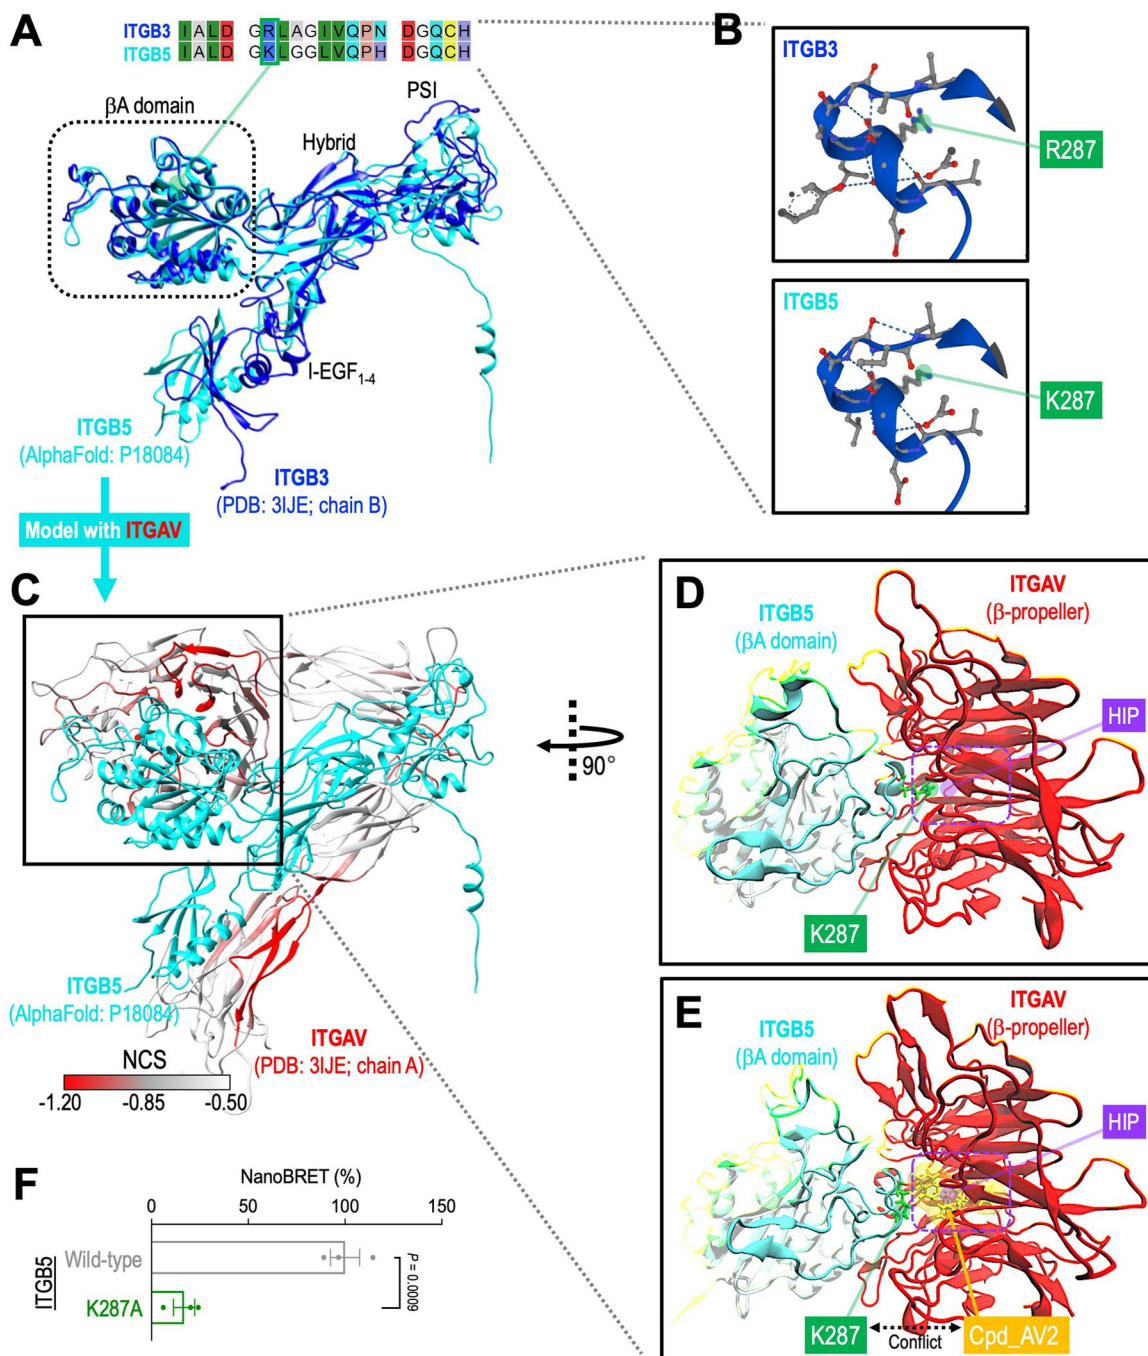 A
ITGB3 IALD GRLAGIVQPN DGQCH
ITGB5 IALD GKLGGLVQPH DGQCH
βA domain
PSI
Hybrid
I-EGF1-4
ITGB5
(AlphaFold: P18084)
ITGB3
(PDB: 3IJE; chain B)
Model with ITGAV
B
ITGB3
R287
ITGB5
K287
C
ITGB5
(AlphaFold: P18084)
ITGAV
(PDB: 3IJE; chain A)
NCS
-1.20 -0.85 -0.50
90°
D
ITGB5
(βA domain)
ITGAV
(β-propeller)
HIP
K287
E
ITGB5
(βA domain)
ITGAV
(β-propeller)
HIP
K287
Conflict
Cpd_AV2
F
NanoBRET (%)
0 50 100 150
ITGB5
Wild-type
K287A
P = 0.0009